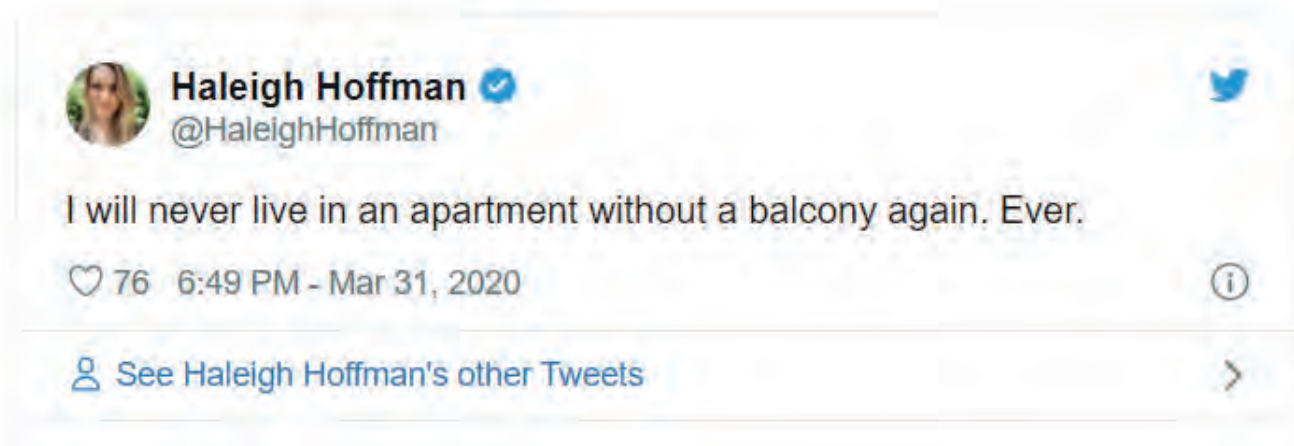 Haleigh Hoffman
@HaleighHoffman
I will never live in an apartment without a balcony again. Ever.
76 6:49 PM - Mar 31, 2020
See Haleigh Hoffman's other Tweets